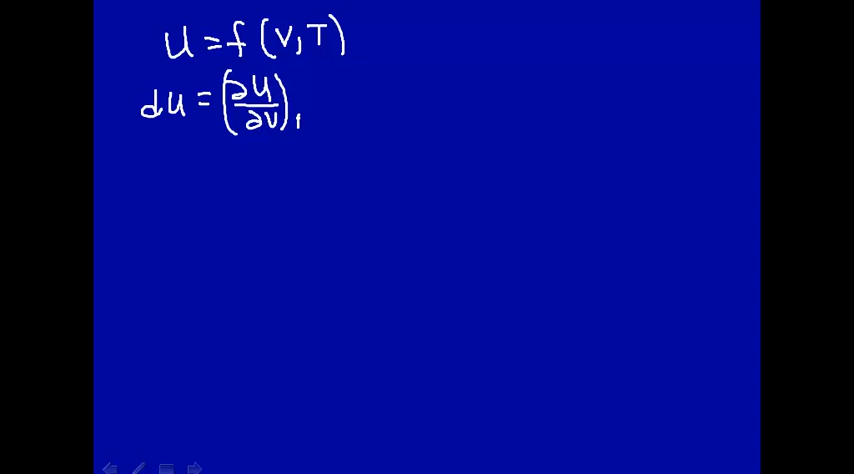 U = f (V, T)
dU = (∂U/∂V)